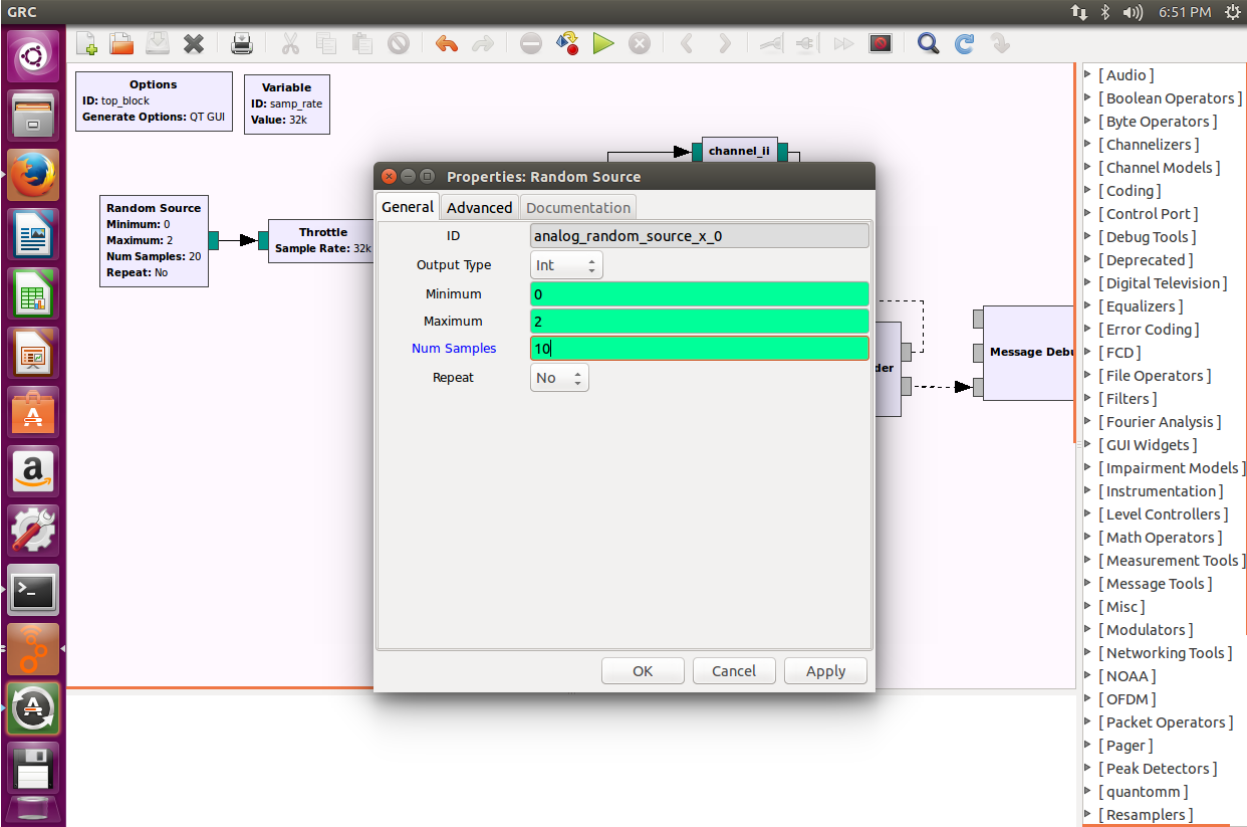 GRC
6:51 PM
Options
ID: top_block
Generate Options: QT GUI
Variable
ID: samp_rate
Value: 32k
channel_ii
Random Source
Minimum: 0
Maximum: 2
Num Samples: 20
Repeat: No
Throttle
Sample Rate: 32k
Properties: Random Source
General
Advanced
Documentation
ID
analog_random_source_x_0
Output Type
Int
Minimum
0
Maximum
2
Num Samples
10
Repeat
No
OK
Cancel
Apply
der
Message Debu
[ Audio ]
[ Boolean Operators ]
[ Byte Operators ]
[ Channelizers ]
[ Channel Models ]
[ Coding ]
[ Control Port ]
[ Debug Tools ]
[ Deprecated ]
[ Digital Television ]
[ Equalizers ]
[ Error Coding ]
[ FCD ]
[ File Operators ]
[ Filters ]
[ Fourier Analysis ]
[ GUI Widgets ]
[ Impairment Models ]
[ Instrumentation ]
[ Level Controllers ]
[ Math Operators ]
[ Measurement Tools ]
[ Message Tools ]
[ Misc ]
[ Modulators ]
[ Networking Tools ]
[ NOAA ]
[ OFDM ]
[ Packet Operators ]
[ Pager ]
[ Peak Detectors ]
[ quantomm ]
[ Resamplers ]